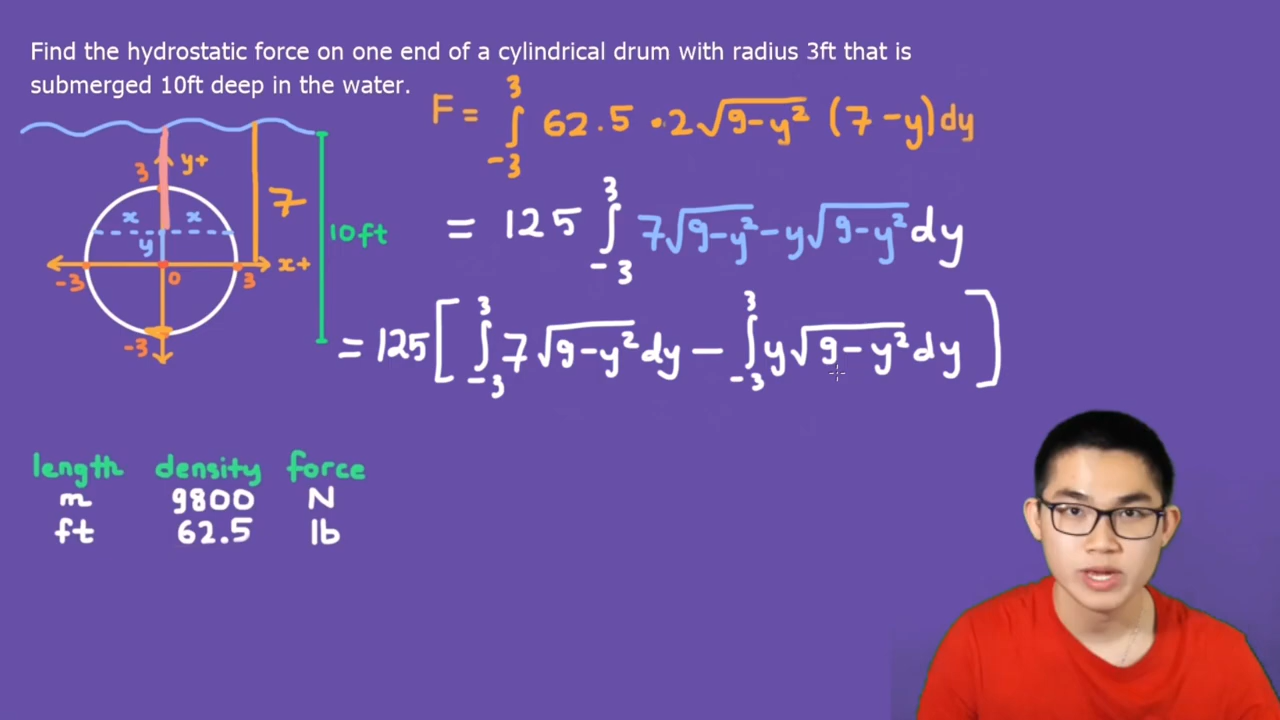 Find the hydrostatic force on one end of a cylindrical drum with radius 3ft that is
submerged 10ft deep in the water.
F = ∫_{-3}^{3} 62.5 · 2√(9-y²) (7-y)dy
= 125 ∫_{-3}^{3} 7√(9-y²) - y√(9-y²) dy
= 125[ ∫_{-3}^{3} 7√(9-y²) dy - ∫_{-3}^{3} y√(9-y²) dy ]
3 y+
x x 7
y 10ft
-3 0 3 x+
-3
length density force
m 9800 N
ft 62.5 lb